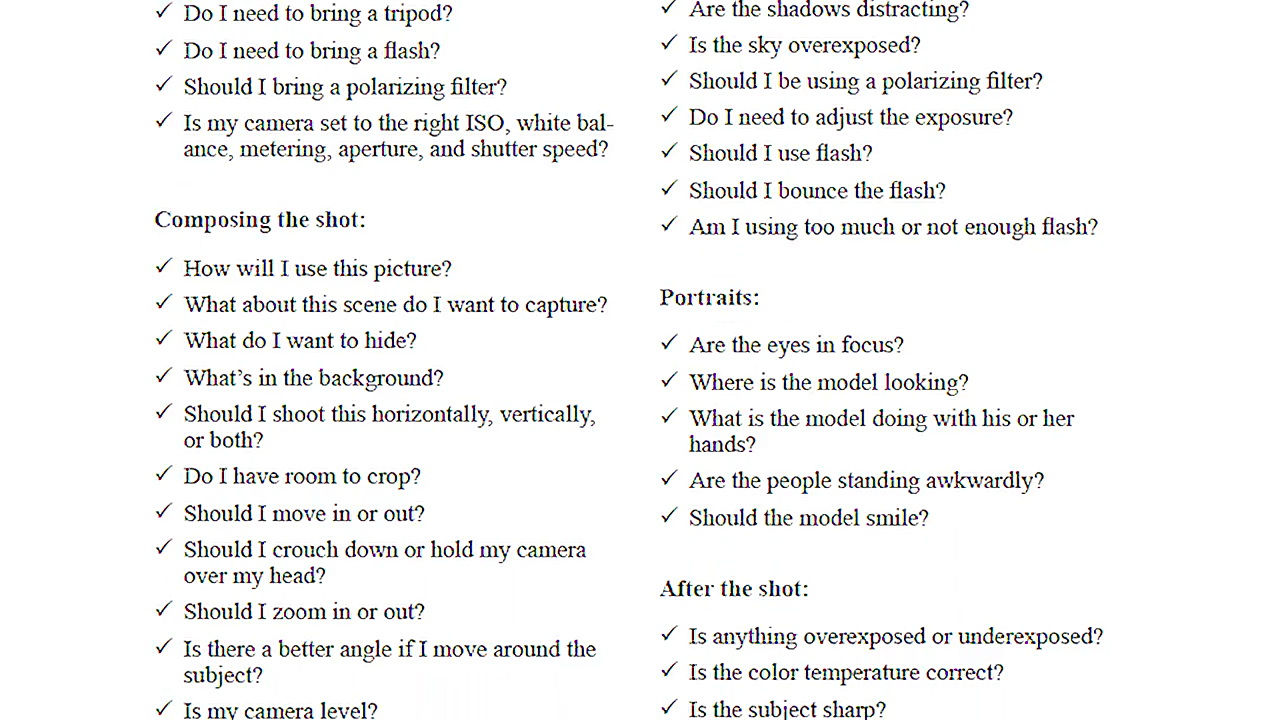 ✓ Do I need to bring a tripod?
✓ Do I need to bring a flash?
✓ Should I bring a polarizing filter?
✓ Is my camera set to the right ISO, white bal-
ance, metering, aperture, and shutter speed?
Composing the shot:
✓ How will I use this picture?
✓ What about this scene do I want to capture?
✓ What do I want to hide?
✓ What’s in the background?
✓ Should I shoot this horizontally, vertically,
or both?
✓ Do I have room to crop?
✓ Should I move in or out?
✓ Should I crouch down or hold my camera
over my head?
✓ Should I zoom in or out?
✓ Is there a better angle if I move around the
subject?
✓ Is my camera level?
✓ Are the shadows distracting?
✓ Is the sky overexposed?
✓ Should I be using a polarizing filter?
✓ Do I need to adjust the exposure?
✓ Should I use flash?
✓ Should I bounce the flash?
✓ Am I using too much or not enough flash?
Portraits:
✓ Are the eyes in focus?
✓ Where is the model looking?
✓ What is the model doing with his or her
hands?
✓ Are the people standing awkwardly?
✓ Should the model smile?
After the shot:
✓ Is anything overexposed or underexposed?
✓ Is the color temperature correct?
✓ Is the subject sharp?